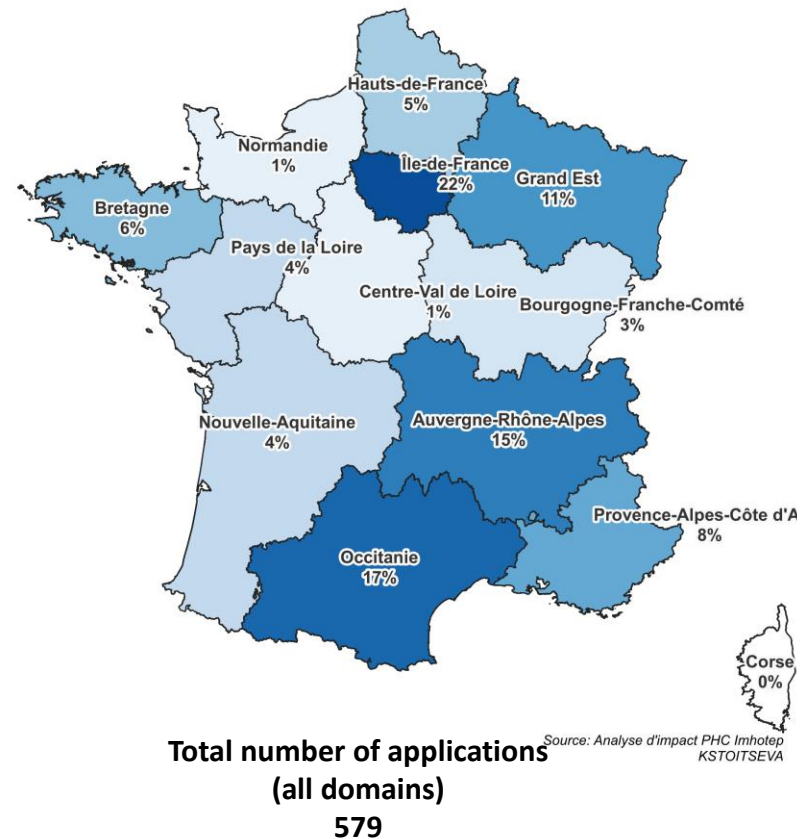 Hauts-de-France
5%
Normandie
1%
Île-de-France
22%
Grand Est
11%
Bretagne
6%
Pays de la Loire
4%
Centre-Val de Loire
1%
Bourgogne-Franche-Comté
3%
Nouvelle-Aquitaine
4%
Auvergne-Rhône-Alpes
15%
Provence-Alpes-Côte d'A
8%
Occitanie
17%
Corse
0%
Source: Analyse d'impact PHC Imhotep
KSTOITSEVA
Total number of applications
(all domains)
579